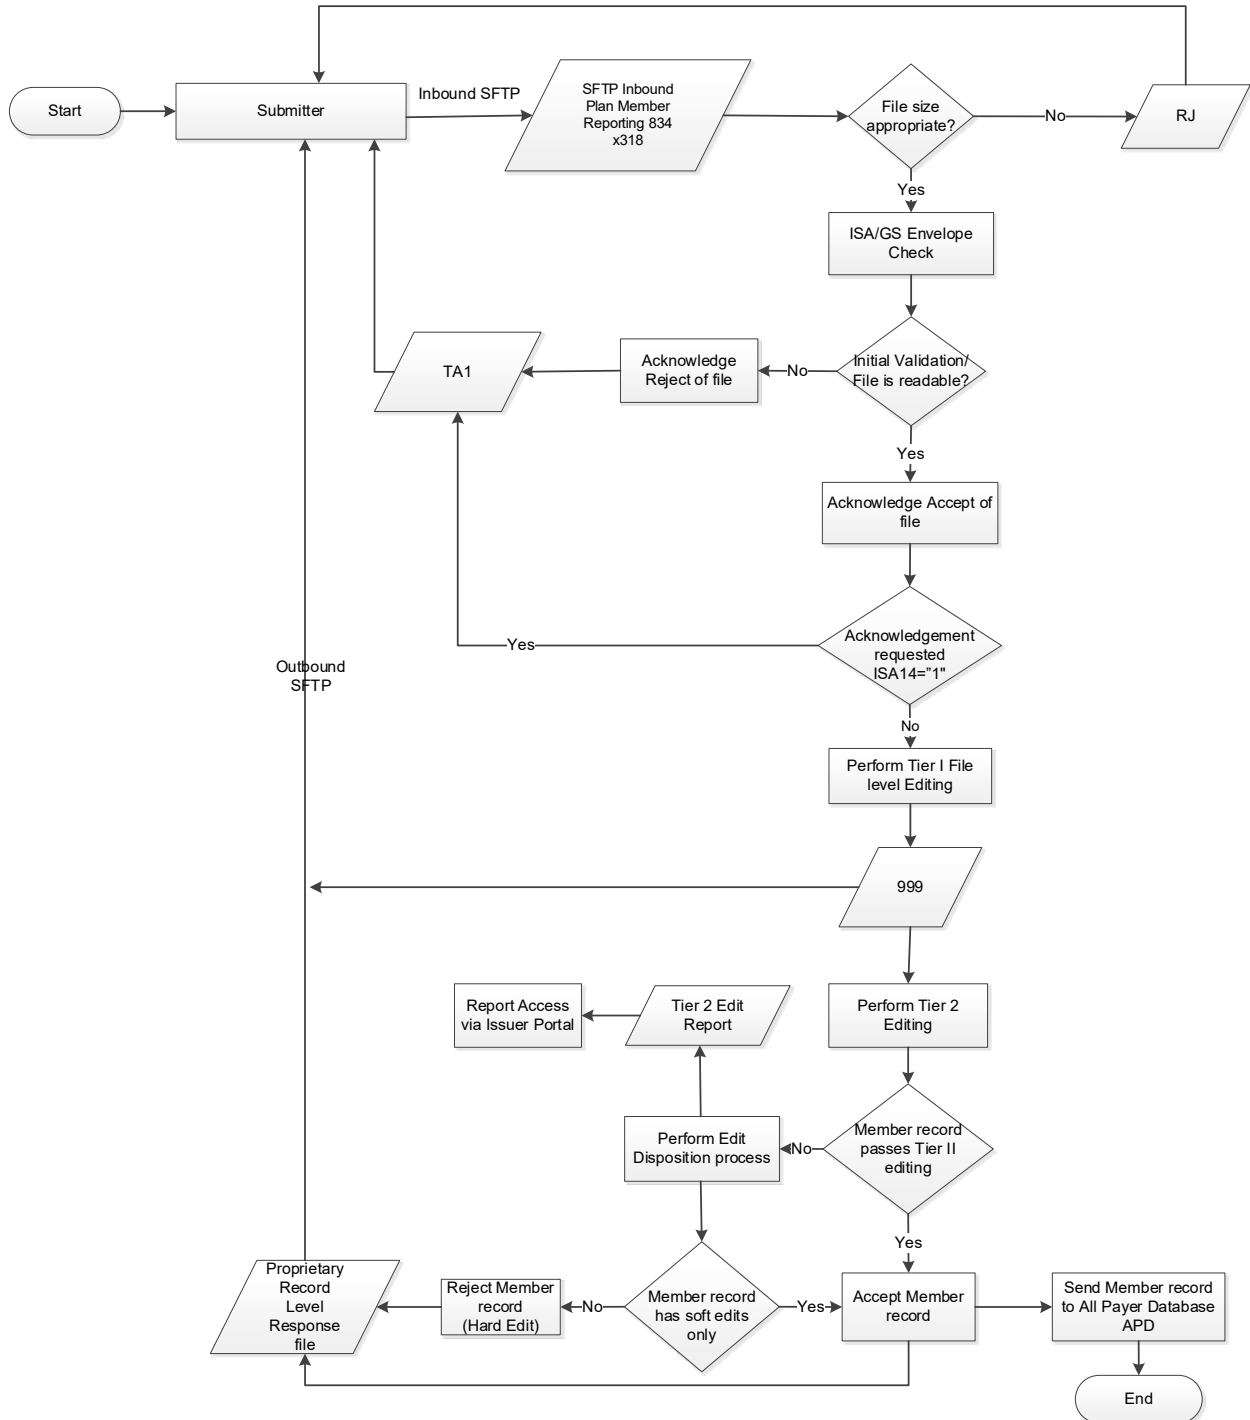 Start
Submitter
Inbound SFTP
SFTP Inbound
Plan Member
Reporting 834
x318
File size
appropriate?
No
RJ
Yes
ISA/GS Envelope
Check
Initial Validation/
File is readable?
No
Acknowledge
Reject of file
TA1
Yes
Acknowledge Accept of
file
Acknowledgement
requested
ISA14=”1"
Yes
Outbound
SFTP
No
Perform Tier I File
level Editing
999
Perform Tier 2
Editing
Tier 2 Edit
Report
Report Access
via Issuer Portal
Member record
passes Tier II
editing
No
Perform Edit
Disposition process
Yes
Member record
has soft edits
only
No
Reject Member
record
(Hard Edit)
Proprietary
Record
Level
Response
file
Yes
Accept Member
record
Send Member record
to All Payer Database
APD
End